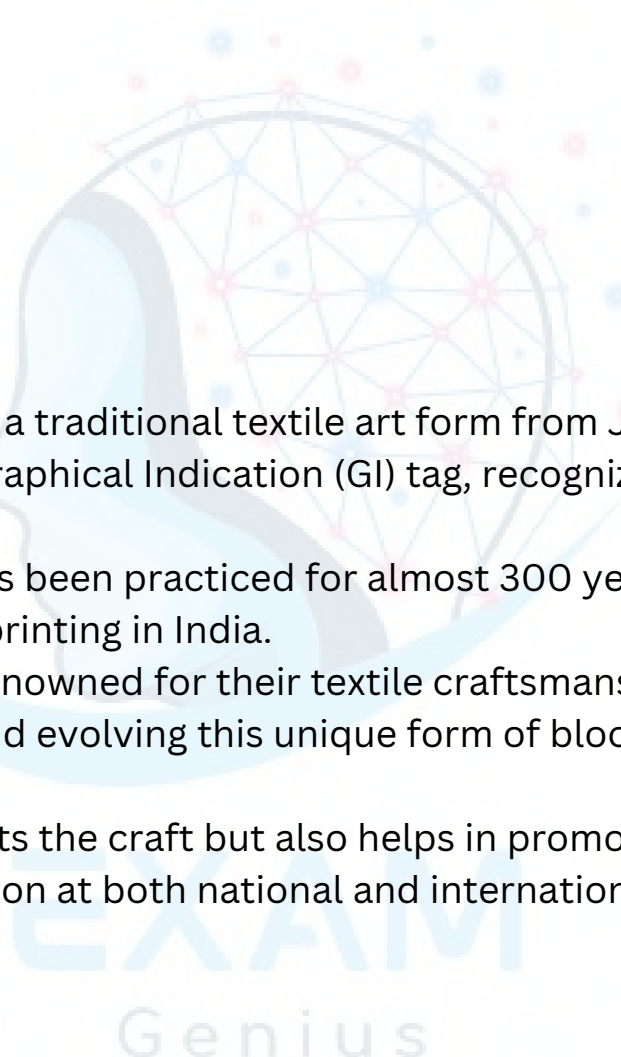 a traditional textile art form from J
raphical Indication (GI) tag, recogniz
s been practiced for almost 300 ye
printing in India.
nowned for their textile craftsmans
d evolving this unique form of bloc
ts the craft but also helps in promo
on at both national and internation
EXAM
Genius